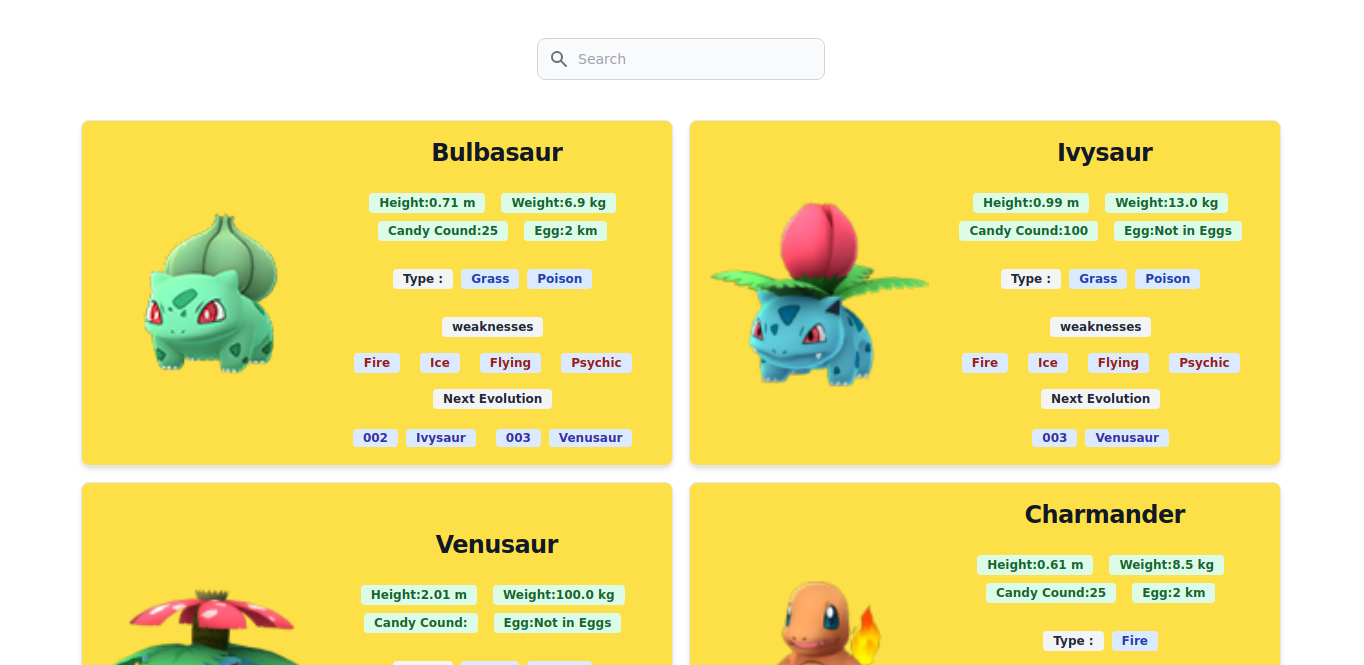 Search
Bulbasaur
Height:0.71 m Weight:6.9 kg
Candy Cound:25 Egg:2 km
Type : Grass Poison
weaknesses
Fire Ice Flying Psychic
Next Evolution
002 Ivysaur 003 Venusaur
Ivysaur
Height:0.99 m Weight:13.0 kg
Candy Cound:100 Egg:Not in Eggs
Type : Grass Poison
weaknesses
Fire Ice Flying Psychic
Next Evolution
003 Venusaur
Venusaur
Height:2.01 m Weight:100.0 kg
Candy Cound: Egg:Not in Eggs
Charmander
Height:0.61 m Weight:8.5 kg
Candy Cound:25 Egg:2 km
Type : Fire